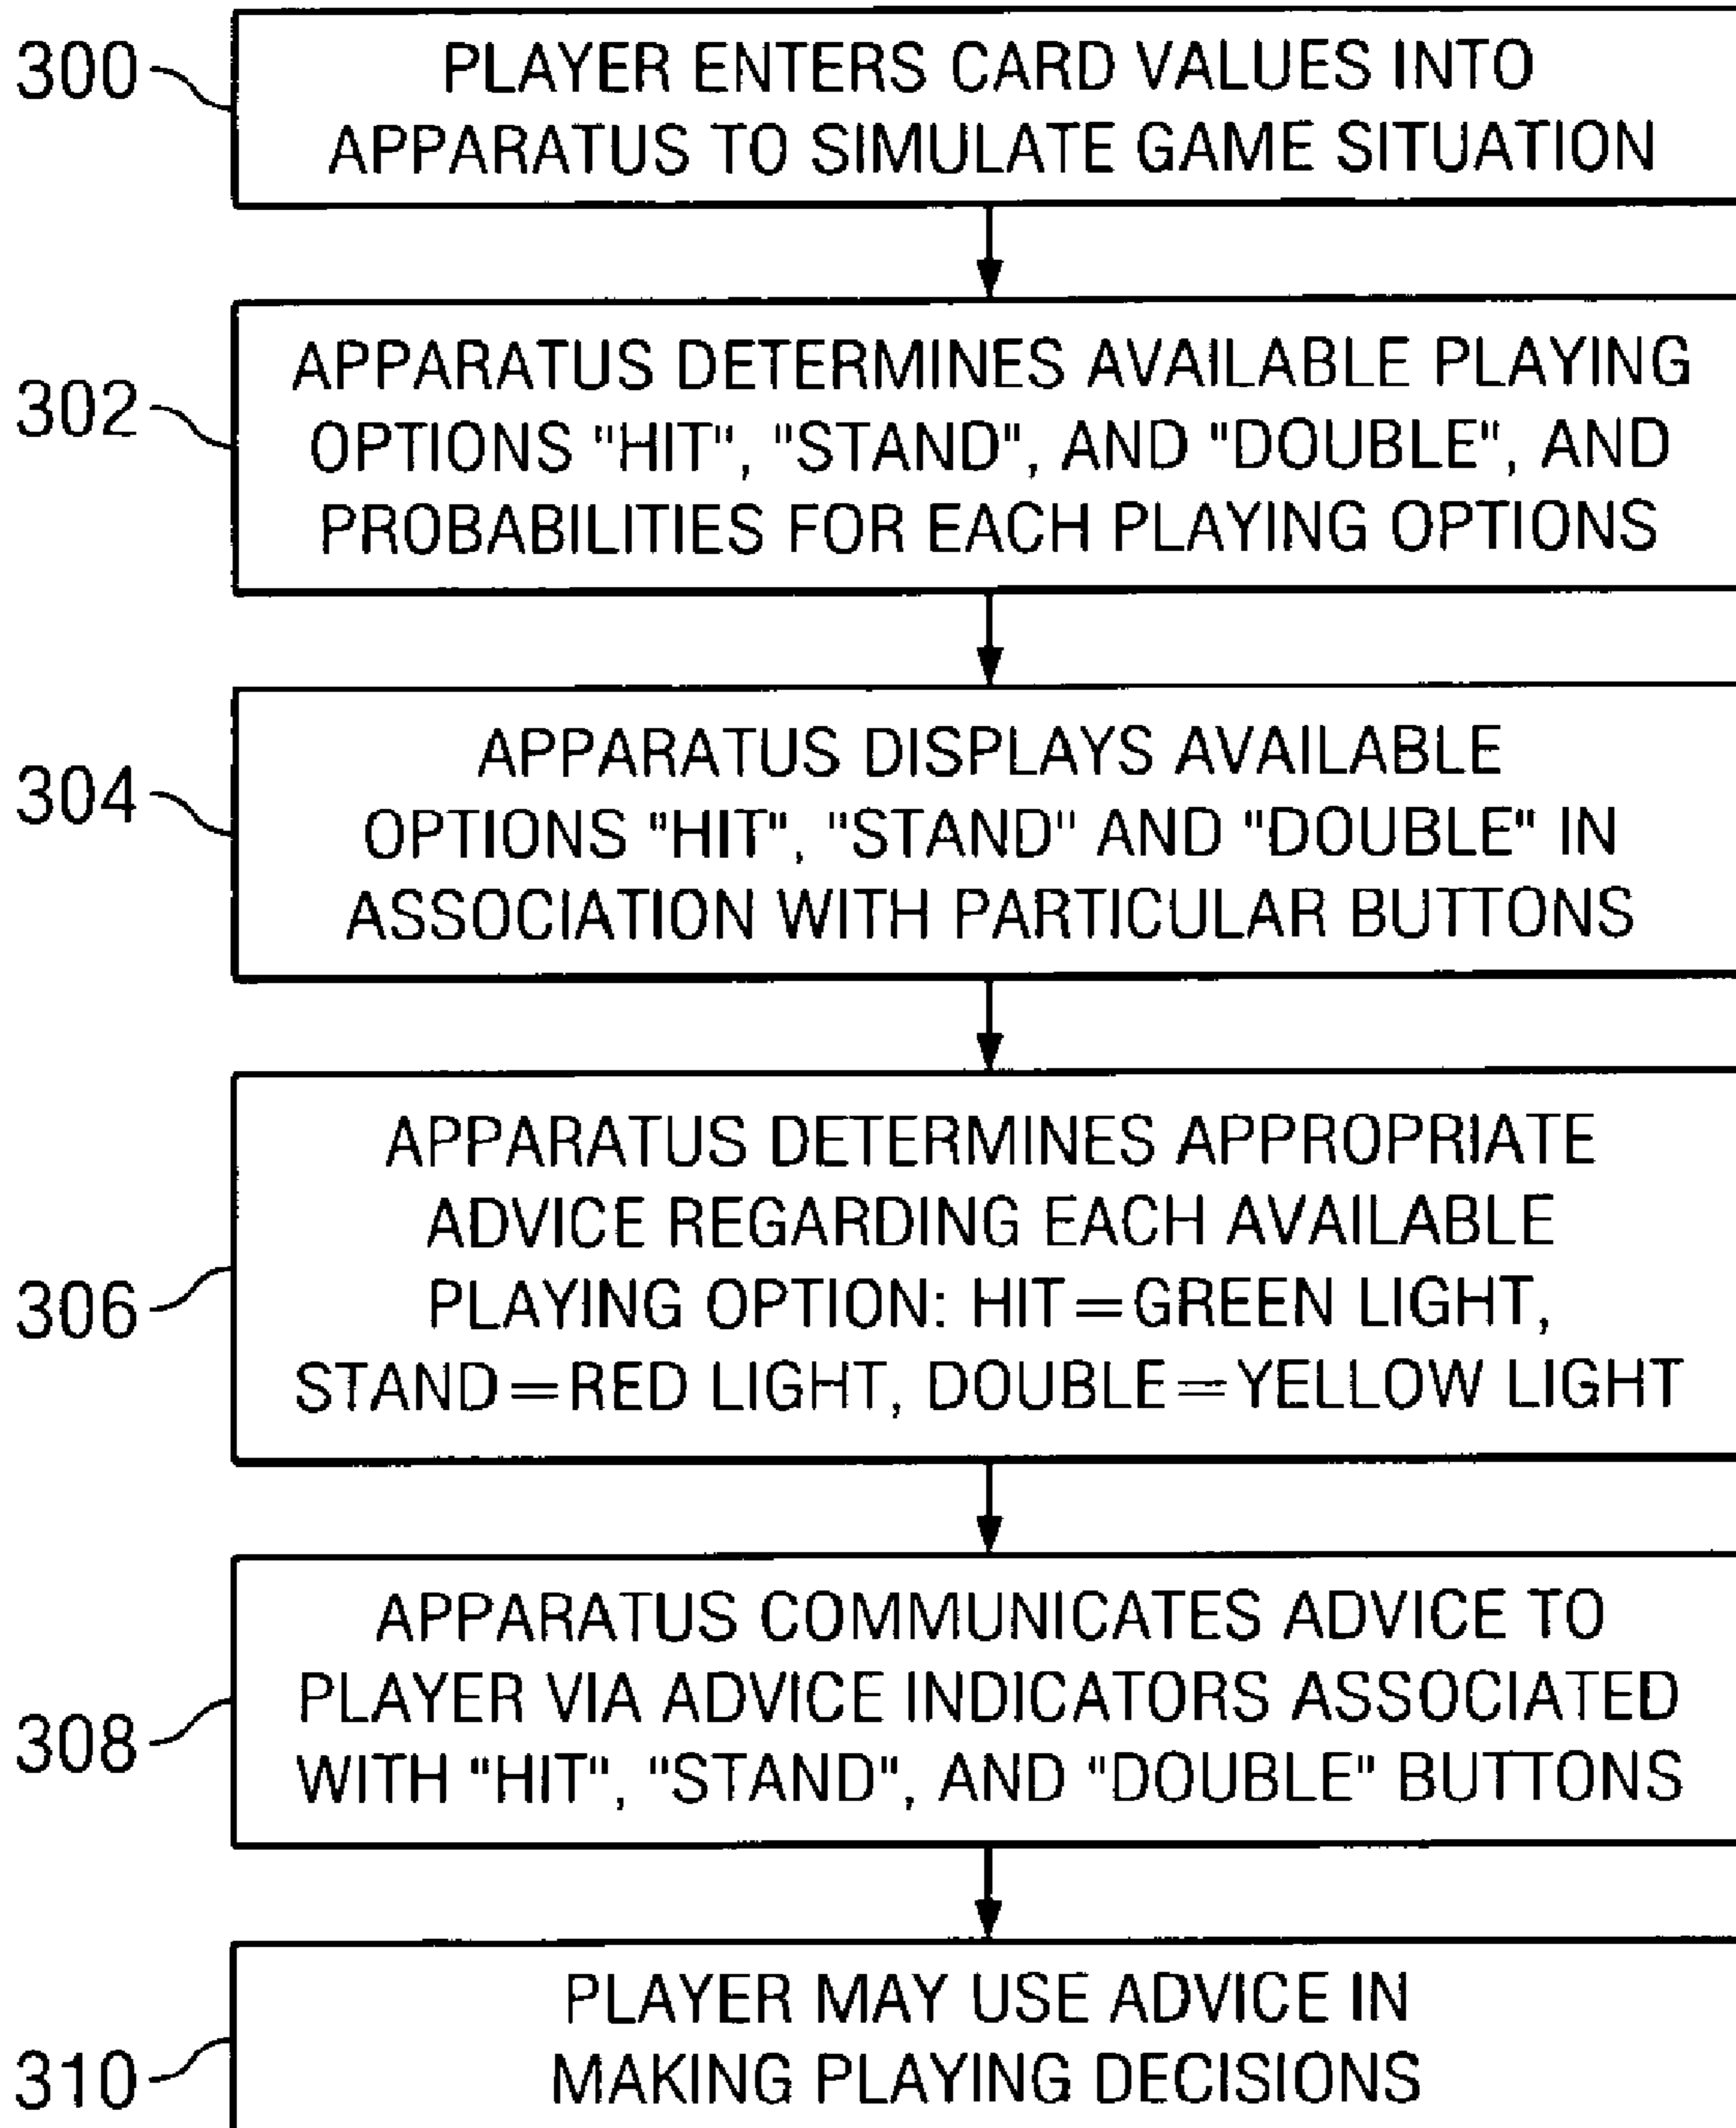 300
PLAYER ENTERS CARD VALUES INTO
APPARATUS TO SIMULATE GAME SITUATION
302
APPARATUS DETERMINES AVAILABLE PLAYING
OPTIONS "HIT", "STAND", AND "DOUBLE", AND
PROBABILITIES FOR EACH PLAYING OPTIONS
304
APPARATUS DISPLAYS AVAILABLE
OPTIONS "HIT", "STAND" AND "DOUBLE" IN
ASSOCIATION WITH PARTICULAR BUTTONS
306
APPARATUS DETERMINES APPROPRIATE
ADVICE REGARDING EACH AVAILABLE
PLAYING OPTION: HIT=GREEN LIGHT,
STAND=RED LIGHT, DOUBLE=YELLOW LIGHT
308
APPARATUS COMMUNICATES ADVICE TO
PLAYER VIA ADVICE INDICATORS ASSOCIATED
WITH "HIT", "STAND", AND "DOUBLE" BUTTONS
310
PLAYER MAY USE ADVICE IN
MAKING PLAYING DECISIONS